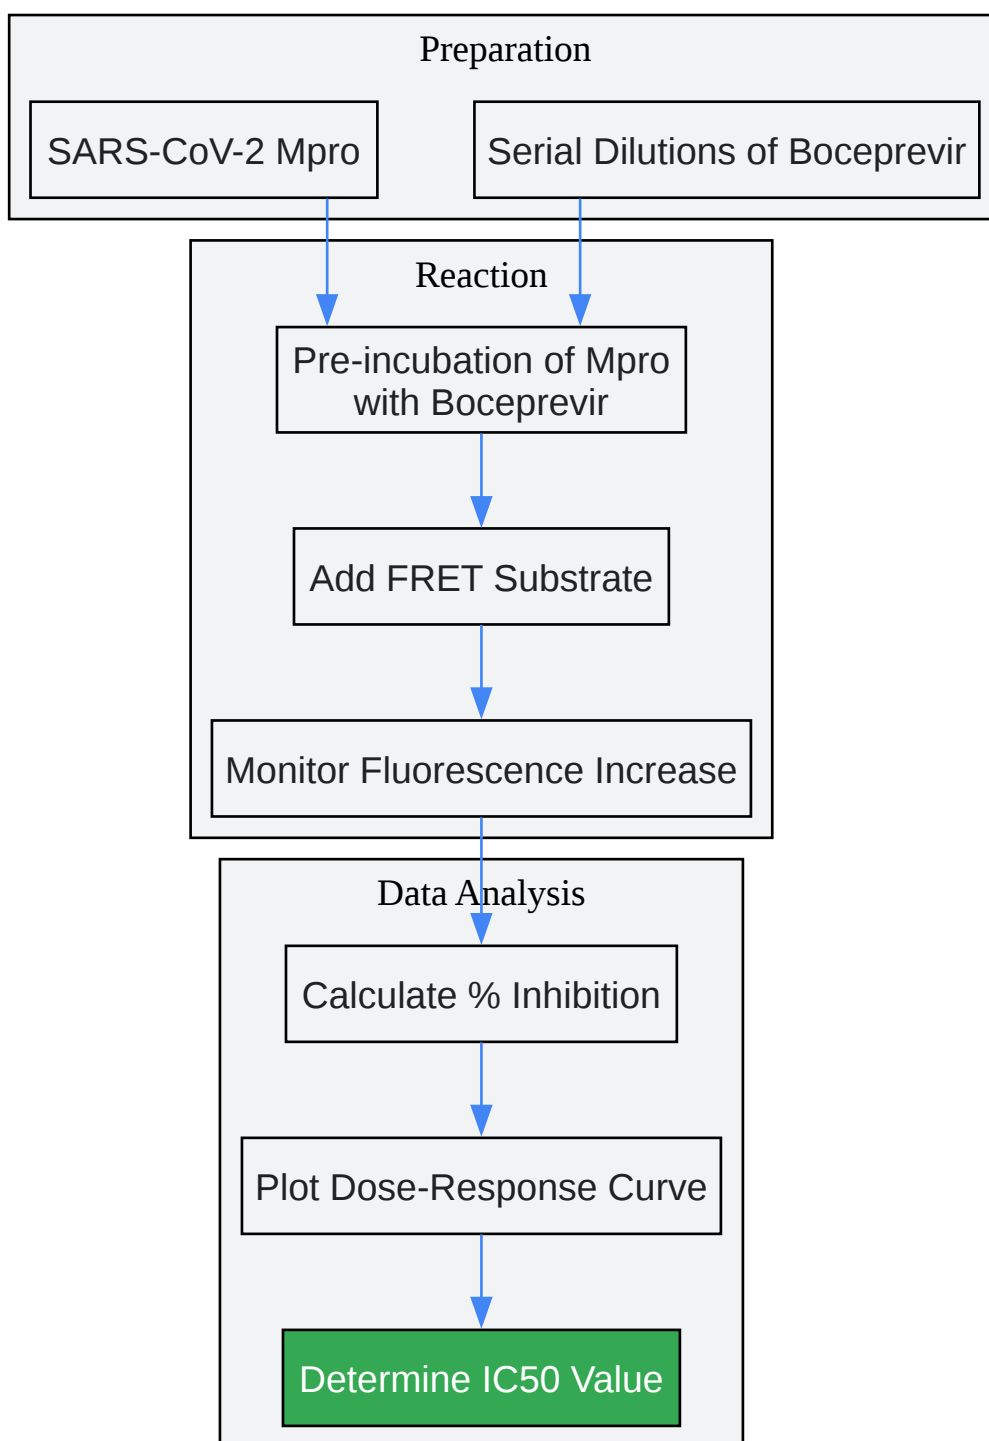 Preparation
SARS-CoV-2 Mpro
Serial Dilutions of Boceprevir
Reaction
Pre-incubation of Mpro
with Boceprevir
Add FRET Substrate
Monitor Fluorescence Increase
Data Analysis
Calculate % Inhibition
Plot Dose-Response Curve
Determine IC50 Value